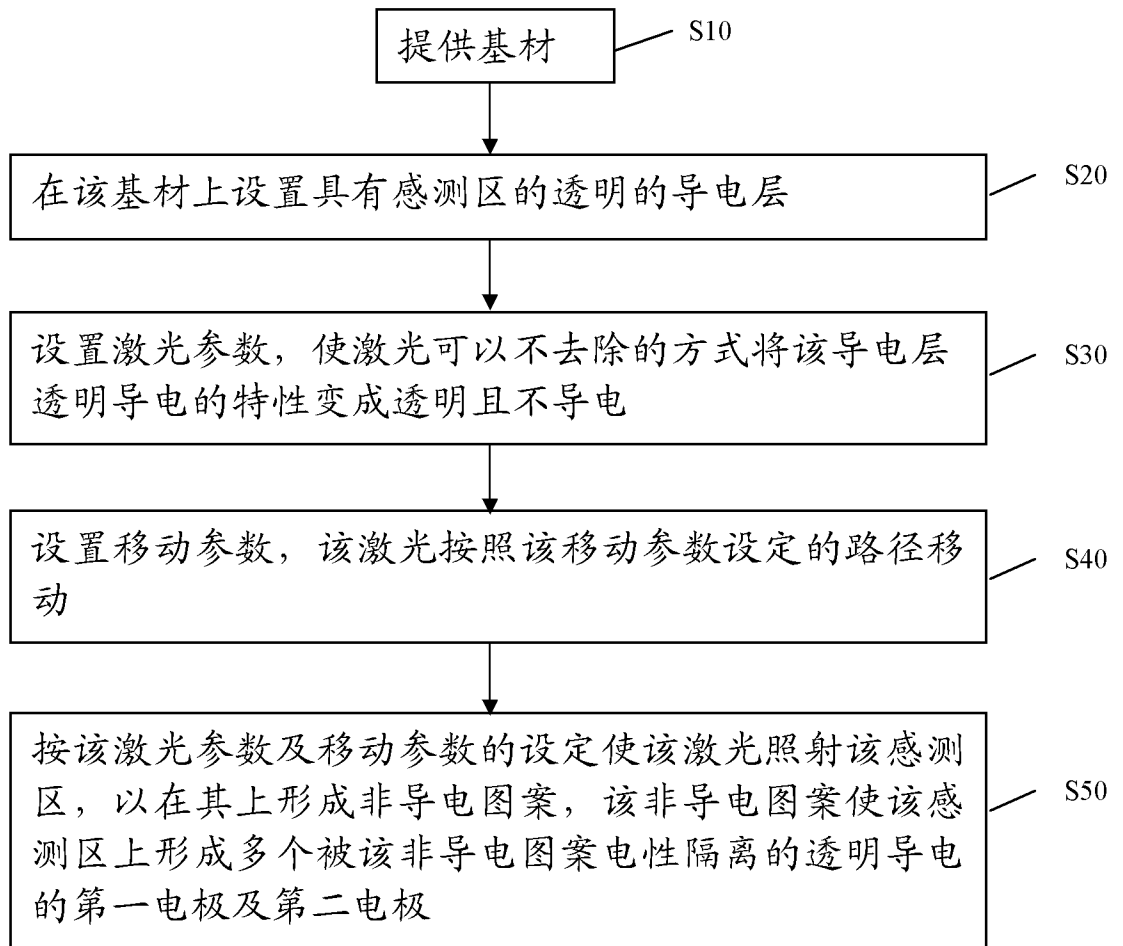 提供基材
S10
在该基材上设置具有感测区的透明的导电层
S20
设置激光参数，使激光可以不去除的方式将该导电层
透明导电的特性变成透明且不导电
S30
设置移动参数，该激光按照该移动参数设定的路径移
动
S40
按该激光参数及移动参数的设定使该激光照射该感测
区，以在其上形成非导电图案，该非导电图案使该感
测区上形成多个被该非导电图案电性隔离的透明导电
的第一电极及第二电极
S50